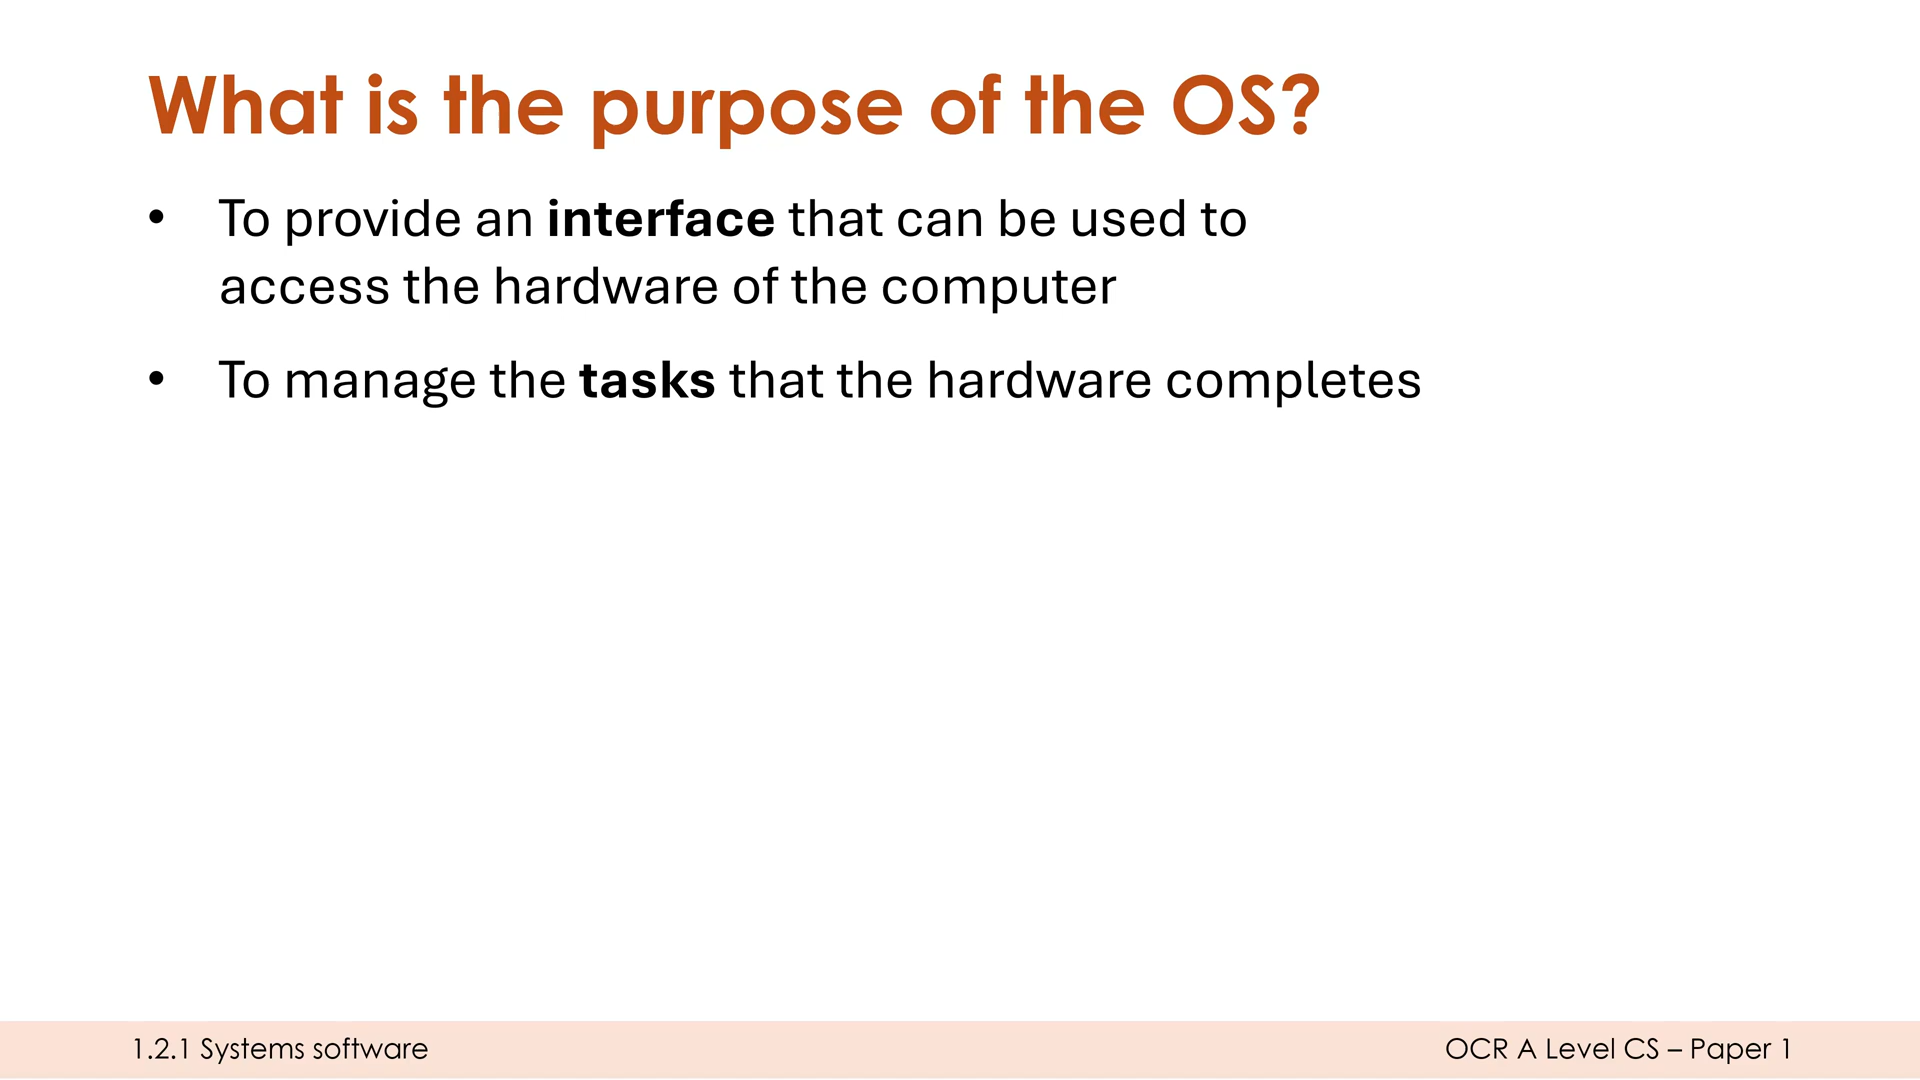 What is the purpose of the OS?
• To provide an interface that can be used to
access the hardware of the computer
• To manage the tasks that the hardware completes
1.2.1 Systems software
OCR A Level CS – Paper 1